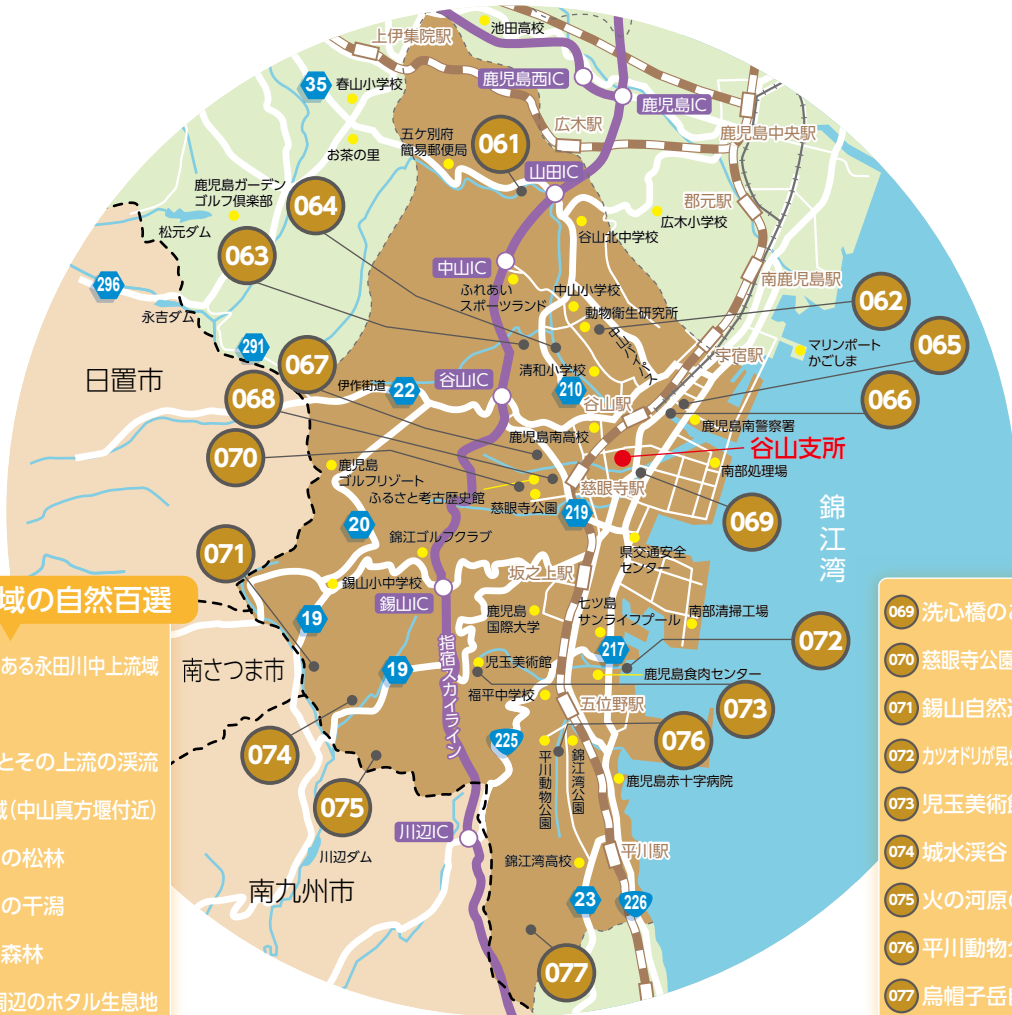 池田高校
上伊集院駅
鹿児島西IC
35
春山小学校
鹿児島IC
広木駅
鹿児島中央駅
五ケ別府
簡易郵便局
061
お茶の里
山田IC
鹿児島ガーデン
ゴルフ倶楽部
064
郡元駅
広木小学校
松元ダム
谷山北中学校
063
中山IC
南鹿児島駅
296
ふれあい
スポーツランド
中山小学校
062
永吉ダム
動物衛生研究所
中山バイパス
291
065
067
宇宿駅
マリンポート
かごしま
日置市
清和小学校
伊作街道
22
谷山IC
210
068
谷山駅
066
鹿児島南高校
鹿児島南警察署
070
谷山支所
鹿児島
ゴルフリゾート
南部処理場
ふるさと考古歴史館
慈眼寺駅
慈眼寺公園
219
069
錦江湾
20
錦江ゴルフクラブ
県交通安全
センター
071
坂之上駅
錫山小中学校
錫山IC
19
鹿児島
国際大学
七ツ島
サンライフプール
南部清掃工場
072
217
南さつま市
指宿スカイライン
19
児玉美術館
鹿児島食肉センター
福平中学校
五位野駅
073
074
225
076
平川動物公園
錦江湾公園
075
鹿児島赤十字病院
川辺IC
川辺ダム
錦江湾高校
平川駅
南九州市
23
226
077
域の自然百選
ある永田川中上流域
とその上流の渓流
域(中山真方堰付近)
の松林
の干潟
森林
周辺のホタル生息地
069 洗心橋の
070 慈眼寺公園
071 錫山自然
072 カツオドリが見
073 児玉美術館
074 城水渓谷
075 火の河原の
076 平川動物
077 烏帽子岳